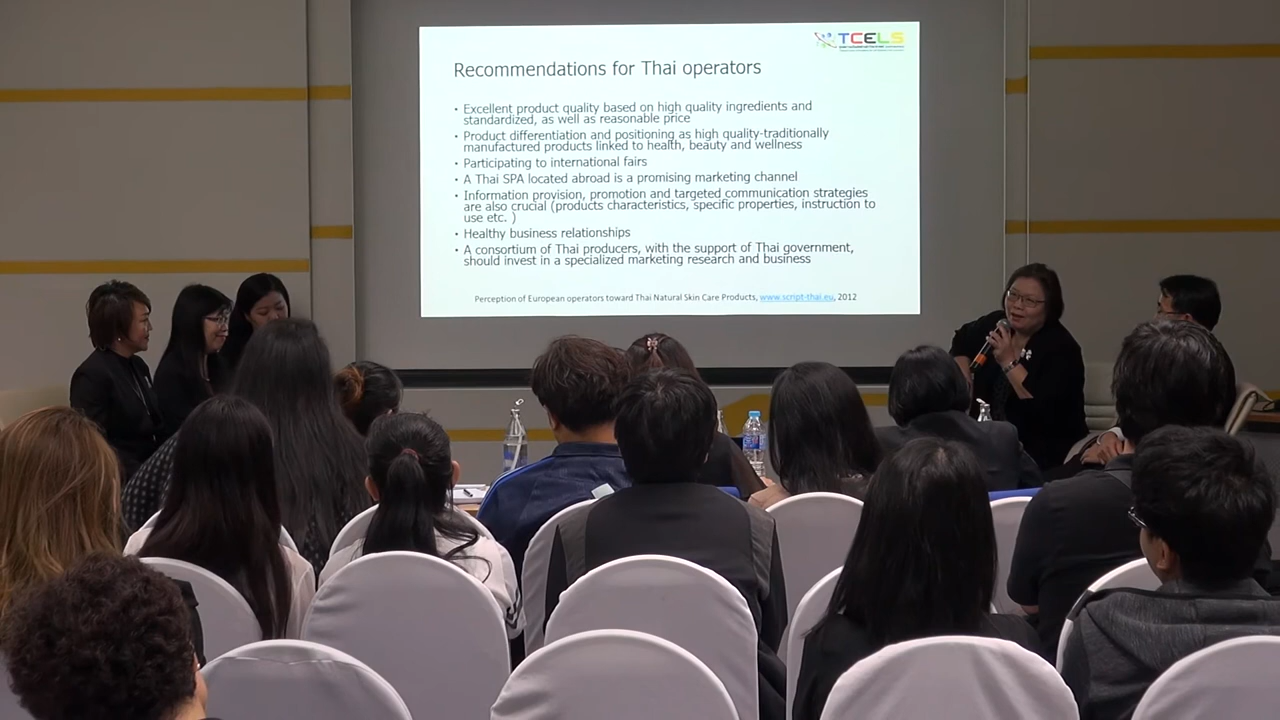 TCELS
Recommendations for Thai operators
• Excellent product quality based on high quality ingredients and
standardized, as well as reasonable price
• Product differentiation and positioning as high quality-traditionally
manufactured products linked to health, beauty and wellness
• Participating to international fairs
• A Thai SPA located abroad is a promising marketing channel
• Information provision, promotion and targeted communication strategies
are also crucial (products characteristics, specific properties, instruction to
use etc. )
• Healthy business relationships
• A consortium of Thai producers, with the support of Thai government,
should invest in a specialized marketing research and business
Perception of European operators toward Thai Natural Skin Care Products, www.script-thai.eu, 2012